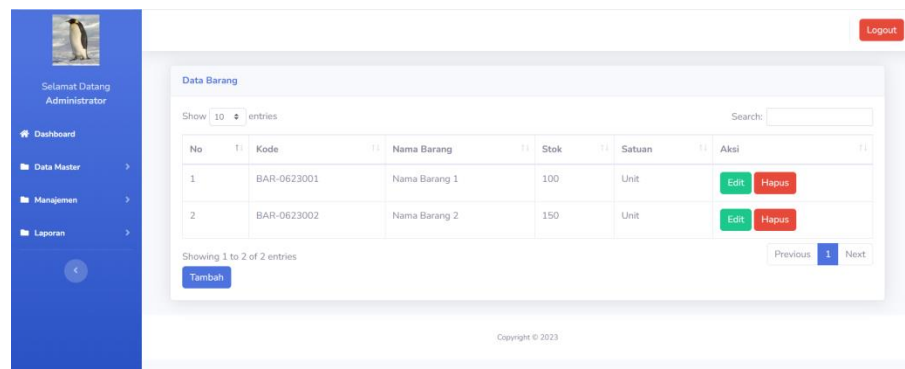 Logout
Selamat Datang
Administrator
Dashboard
Data Master
Manajemen
Laporan
Data Barang
Show 10 entries
Search:
No Kode Nama Barang Stok Satuan Aksi
1 BAR-0623001 Nama Barang 1 100 Unit Edit Hapus
2 BAR-0623002 Nama Barang 2 150 Unit Edit Hapus
Showing 1 to 2 of 2 entries
Previous 1 Next
Tambah
Copyright © 2023